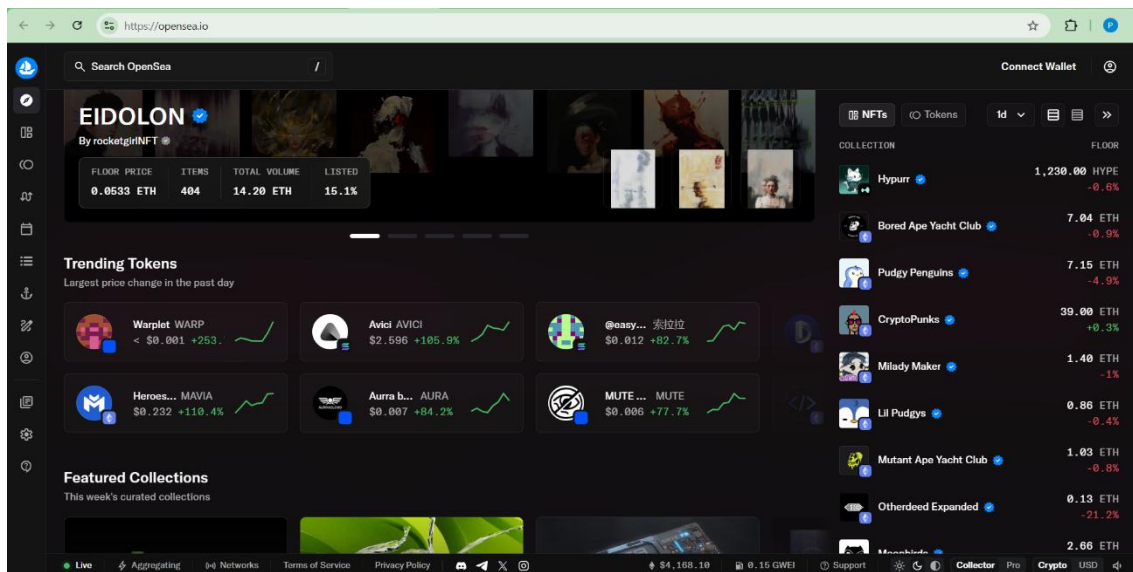 https://opensea.io
P
Search OpenSea
/
Connect Wallet
EIDOLON
By rocketgirlNFT
FLOOR PRICE ITEMS TOTAL VOLUME LISTED
0.0533 ETH 404 14.20 ETH 15.1%
Trending Tokens
Largest price change in the past day
Warplet WARP
< $0.001 +253.
Avici AVICI
$2.596 +105.9%
@easy... 索拉拉
$0.012 +82.7%
Heroes... MAVIA
$0.232 +110.4%
Aurra b... AURA
$0.007 +84.2%
MUTE ... MUTE
$0.006 +77.7%
Featured Collections
This week's curated collections
NFTs Tokens 1d
COLLECTION FLOOR
Hypurr 1,230.00 HYPE
-0.6%
Bored Ape Yacht Club 7.04 ETH
-0.9%
Pudgy Penguins 7.15 ETH
-4.9%
CryptoPunks 39.00 ETH
+0.3%
Milady Maker 1.40 ETH
-1%
Lil Pudgys 0.86 ETH
-0.4%
Mutant Ape Yacht Club 1.03 ETH
-0.8%
Otherdeed Expanded 0.13 ETH
-21.2%
Moonbirds 2.66 ETH
Live Aggregating Networks Terms of Service Privacy Policy $4,168.10 0.15 GWEI Support Collector Pro Crypto USD